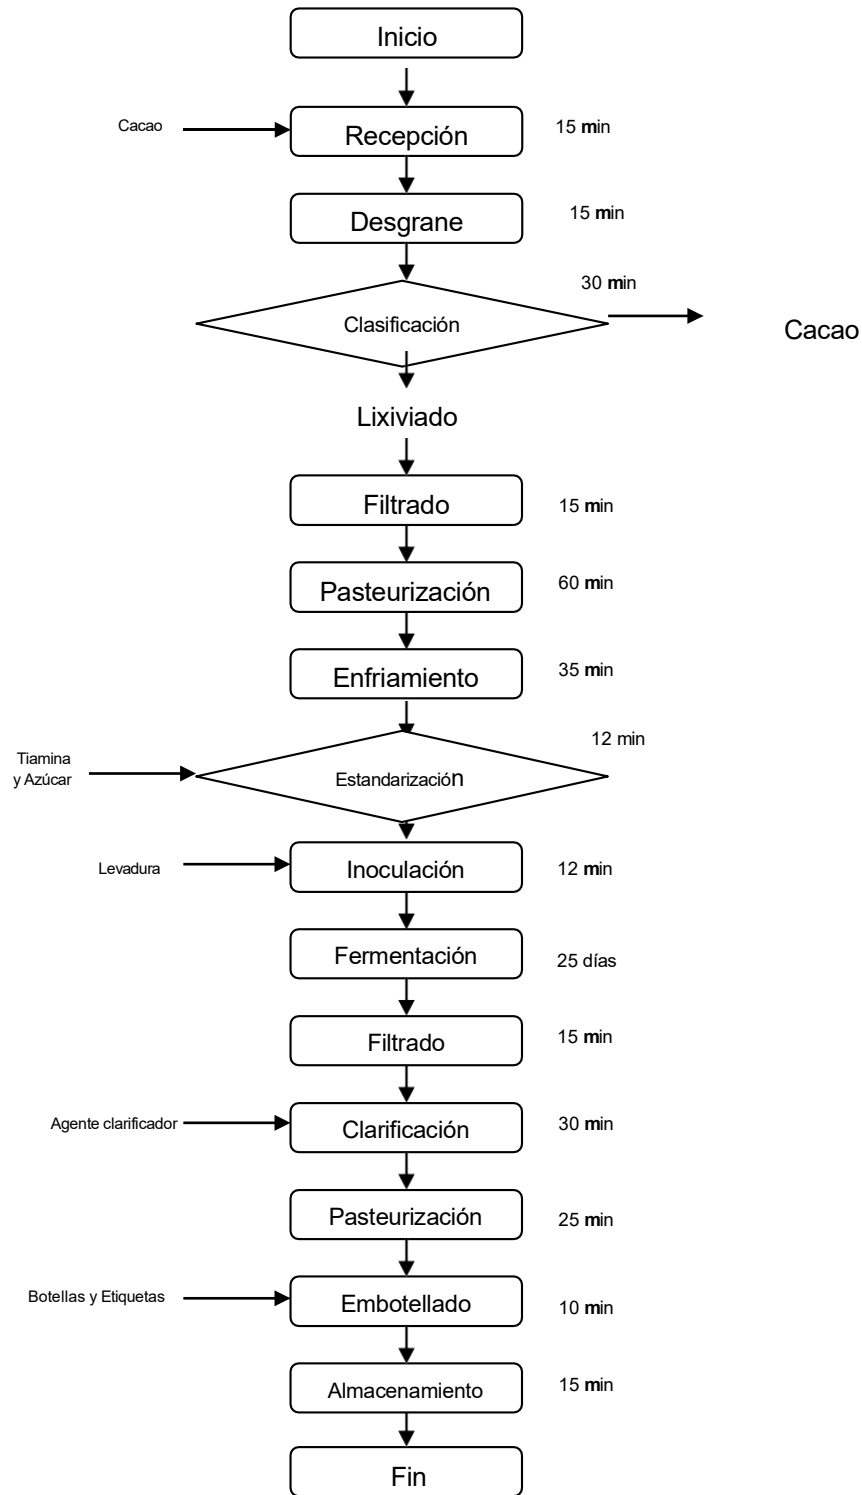 Inicio
Cacao
Recepción
15 min
Desgrane
15 min
30 min
Clasificación
Cacao
Lixiviado
Filtrado
15 min
Pasteurización
60 min
Enfriamiento
35 min
12 min
Tiamina
y Azúcar
Estandarización
Levadura
Inoculación
12 min
Fermentación
25 días
Filtrado
15 min
Agente clarificador
Clarificación
30 min
Pasteurización
25 min
Botellas y Etiquetas
Embotellado
10 min
Almacenamiento
15 min
Fin